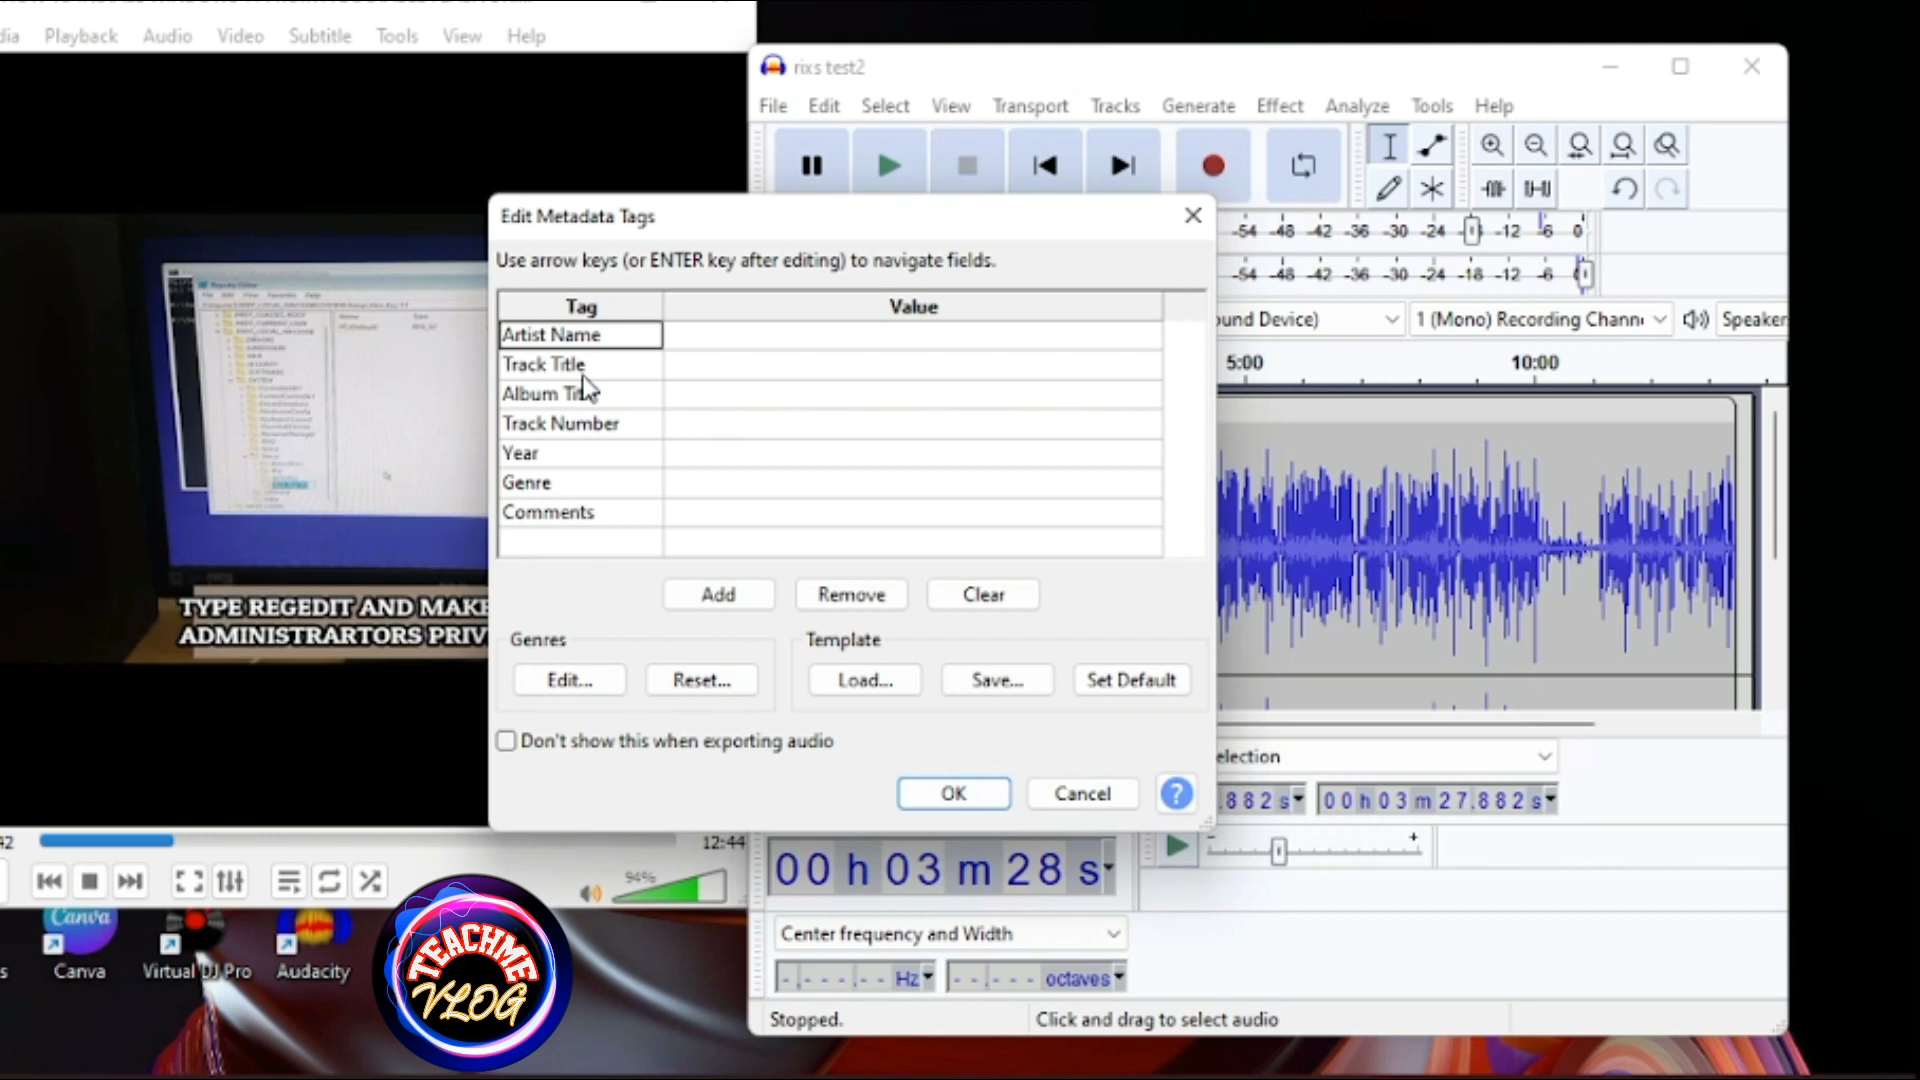 Playback Audio Video Subtitle Tools View Help
TYPE REGEDIT AND MAKE
ADMINISTRARTORS PRIV
12:44
94%
Canva
Canva
Virtual DJ Pro
Audacity
TEACHME
VLOG
rixs test2
File Edit Select View Transport Tracks Generate Effect Analyze Tools Help
-54 -48 -42 -36 -30 -24 -12 -6 0
-54 -48 -42 -36 -30 -24 -18 -12 -6
und Device)
1 (Mono) Recording Chann
Speaker
5:00 10:00
Edit Metadata Tags
Use arrow keys (or ENTER key after editing) to navigate fields.
Tag Value
Artist Name
Track Title
Album Title
Track Number
Year
Genre
Comments
Add Remove Clear
Genres
Template
Edit... Reset... Load... Save... Set Default
Don't show this when exporting audio
OK Cancel ?
election
.882 s
00 h 03 m 27.882 s
00 h 03 m 28 s
- +
Center frequency and Width
Hz
octaves
Stopped.
Click and drag to select audio